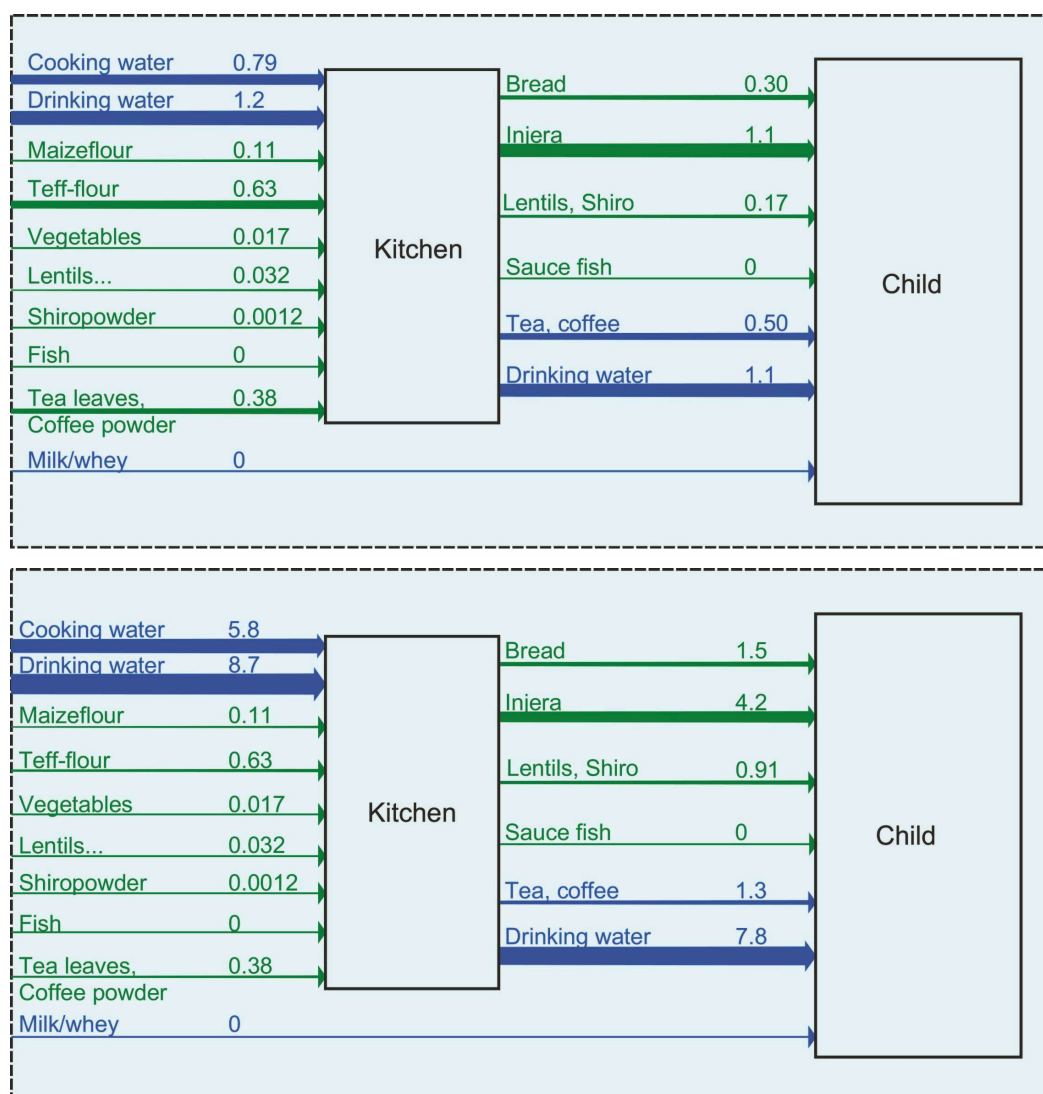 Cooking water 0.79
Drinking water 1.2
Maizeflour 0.11
Teff-flour 0.63
Vegetables 0.017
Lentils... 0.032
Shiropowder 0.0012
Fish 0
Tea leaves, 0.38
Coffee powder
Milk/whey 0
Kitchen
Bread 0.30
Injera 1.1
Lentils, Shiro 0.17
Sauce fish 0
Tea, coffee 0.50
Drinking water 1.1
Child
Cooking water 5.8
Drinking water 8.7
Maizeflour 0.11
Teff-flour 0.63
Vegetables 0.017
Lentils... 0.032
Shiropowder 0.0012
Fish 0
Tea leaves, 0.38
Coffee powder
Milk/whey 0
Kitchen
Bread 1.5
Injera 4.2
Lentils, Shiro 0.91
Sauce fish 0
Tea, coffee 1.3
Drinking water 7.8
Child